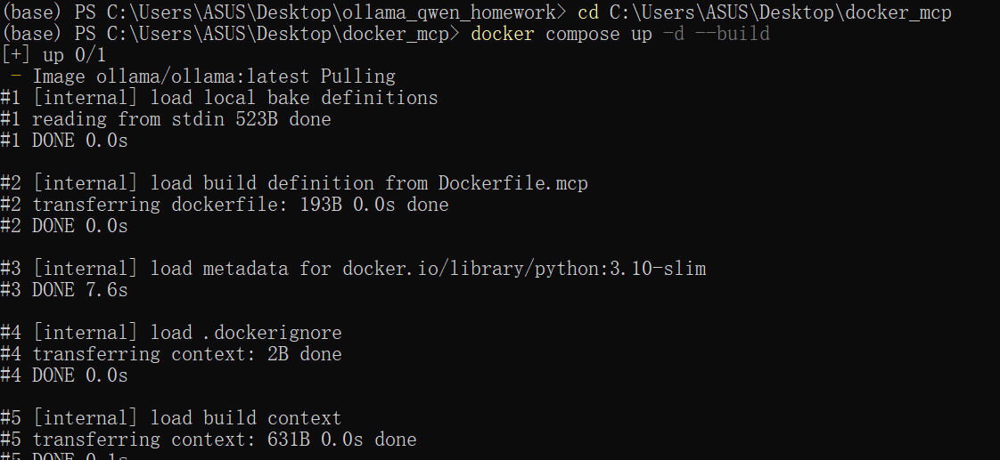 (base) PS C:\Users\ASUS\Desktop\ollama_qwen_homework> cd C:\Users\ASUS\Desktop\docker_mcp
(base) PS C:\Users\ASUS\Desktop\docker_mcp> docker compose up -d --build
[+] up 0/1
- Image ollama/ollama:latest Pulling
#1 [internal] load local bake definitions
#1 reading from stdin 523B done
#1 DONE 0.0s
#2 [internal] load build definition from Dockerfile.mcp
#2 transferring dockerfile: 193B 0.0s done
#2 DONE 0.0s
#3 [internal] load metadata for docker.io/library/python:3.10-slim
#3 DONE 7.6s
#4 [internal] load .dockerignore
#4 transferring context: 2B done
#4 DONE 0.0s
#5 [internal] load build context
#5 transferring context: 631B 0.0s done
#5 DONE 0.1s